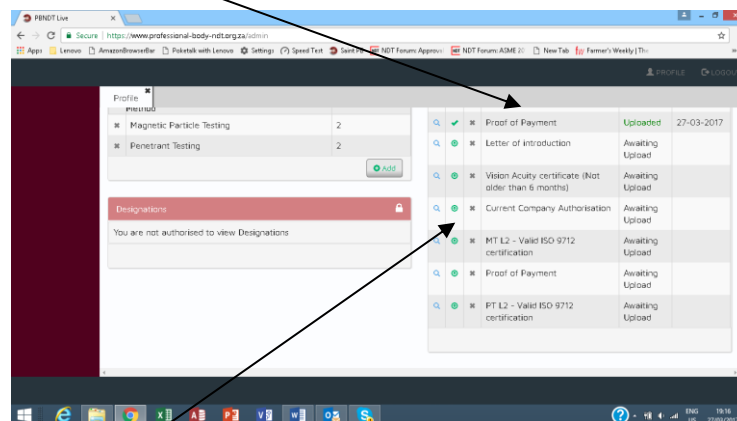 PBNDT Live
Secure | https://www.professional-body-ndt.org.za/admin
Apps Lenovo AmazonBrowserBar Pokatalk with Lenovo Settings Speed Test Saint PB NDT Forum: Approve NDT Forum: ASME New Tab Farmer's Weekly | The
PROFILE LOGOUT
Profile
Method
Magnetic Particle Testing 2
Penetrant Testing 2
Add
Designations
You are not authorised to view Designations
Proof of Payment Uploaded 27-03-2017
Letter of introduction Awaiting
Upload
Vision Acuity certificate (Not Awaiting
older than 6 months) Upload
Current Company Authorisation Awaiting
Upload
MT L2 - Valid ISO 9712 Awaiting
certification Upload
Proof of Payment Awaiting
Upload
PT L2 - Valid ISO 9712 Awaiting
certification Upload
ENG 19:16
US